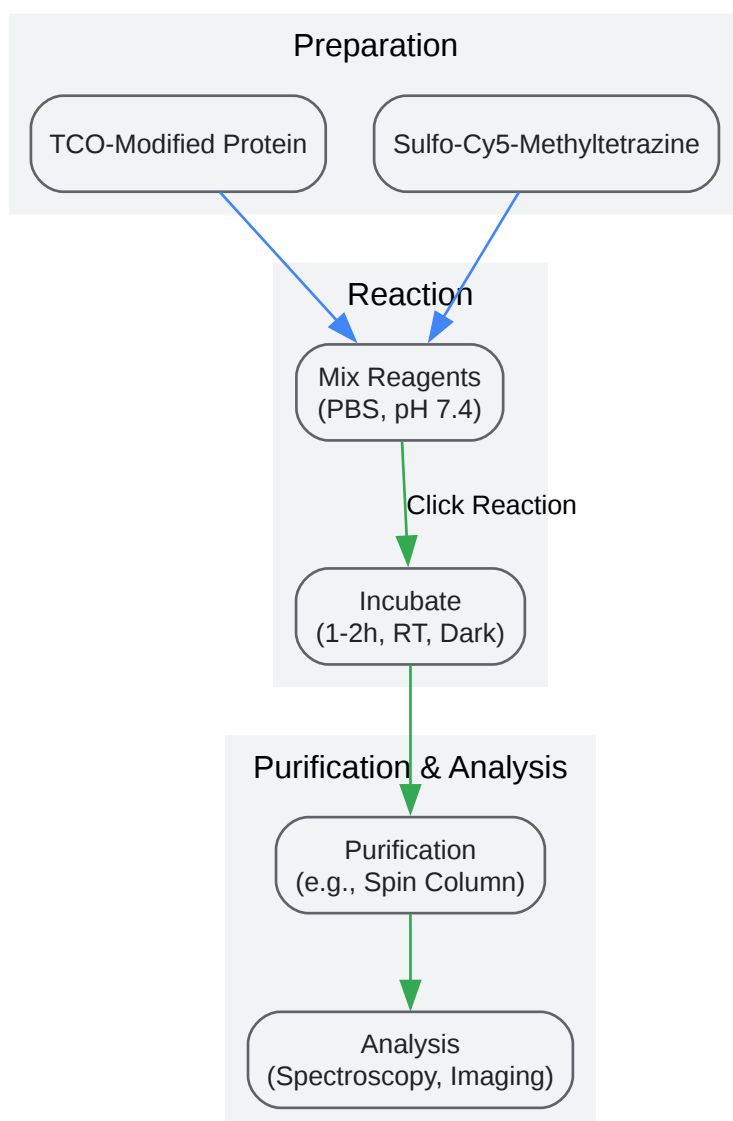 Preparation
TCO-Modified Protein
Sulfo-Cy5-Methyltetrazine
Reaction
Mix Reagents
(PBS, pH 7.4)
Click Reaction
Incubate
(1-2h, RT, Dark)
Purification & Analysis
Purification
(e.g., Spin Column)
Analysis
(Spectroscopy, Imaging)